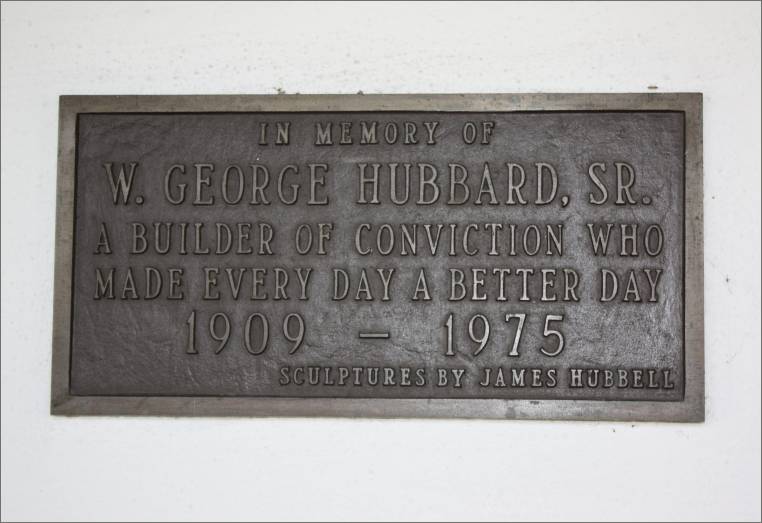 IN MEMORY OF
W. GEORGE HUBBARD, SR.
A BUILDER OF CONVICTION WHO
MADE EVERY DAY A BETTER DAY
1909 – 1975
SCULPTURES BY JAMES HUBBELL